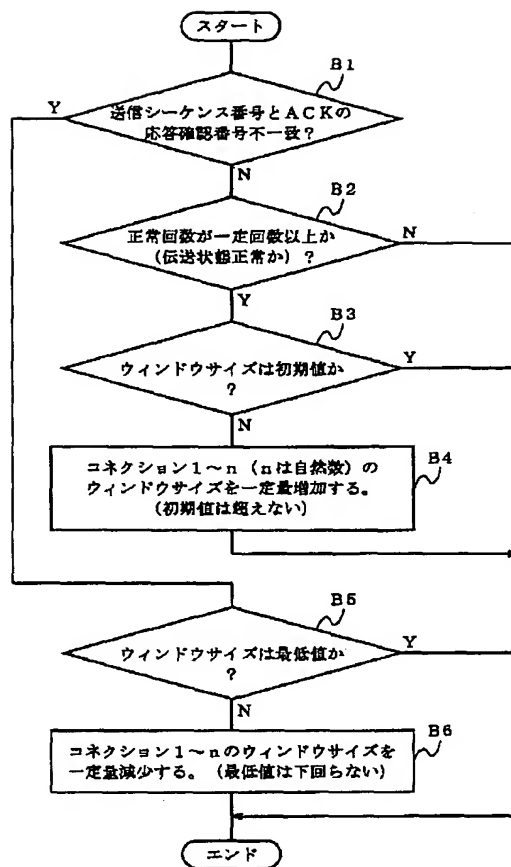 スタート
B1
Y
送信シーケンス番号とACKの
応答確認番号不一致?
N
B2
正常回数が一定回数以上か
(伝送状態正常か)?
N
Y
B3
ウィンドウサイズは初期値か
?
Y
N
B4
コネクション1~n(nは自然数)の
ウィンドウサイズを一定量増加する。
(初期値は超えない)
B5
ウィンドウサイズは最低値か
?
Y
N
B6
コネクション1~nのウィンドウサイズを
一定量減少する。(最低値は下回らない)
エンド